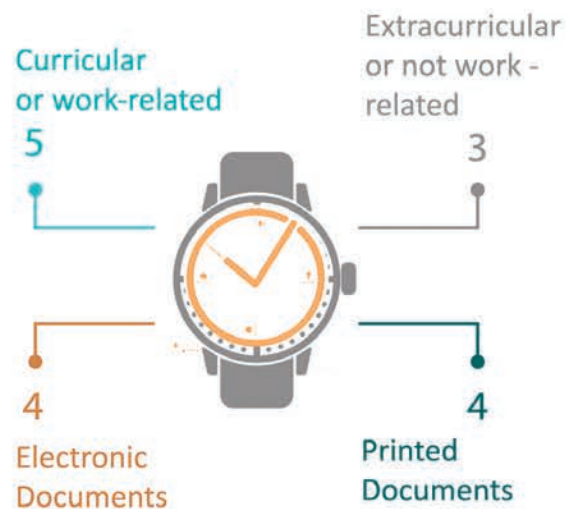 Curricular
or work-related
5
Extracurricular
or not work -
related
3
4
Electronic
Documents
4
Printed
Documents